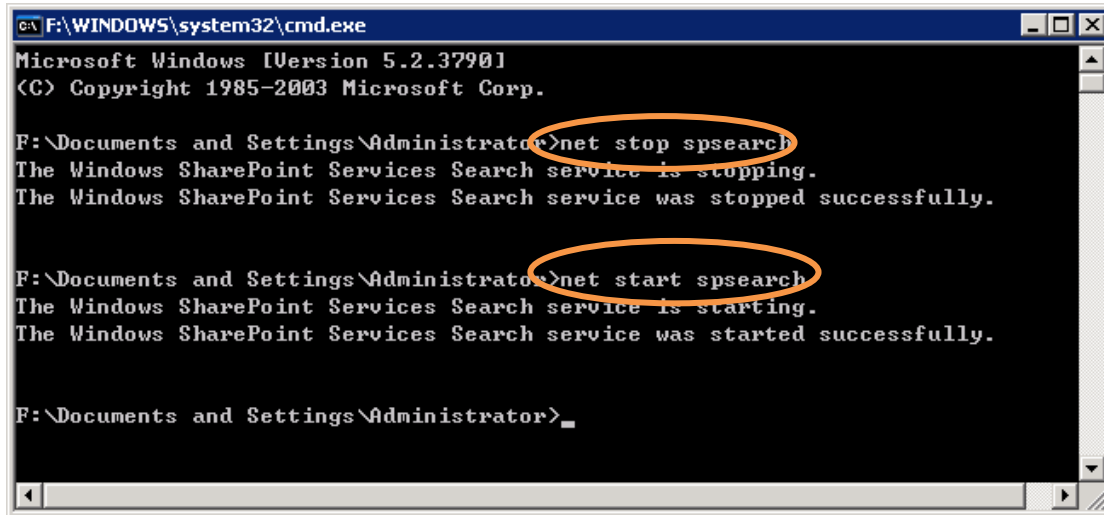 F:\WINDOWS\system32\cmd.exe
Microsoft Windows [Version 5.2.3790]
(C) Copyright 1985-2003 Microsoft Corp.
F:\Documents and Settings\Administrator>net stop spsearch
The Windows SharePoint Services Search service is stopping.
The Windows SharePoint Services Search service was stopped successfully.
F:\Documents and Settings\Administrator>net start spsearch
The Windows SharePoint Services Search service is starting.
The Windows SharePoint Services Search service was started successfully.
F:\Documents and Settings\Administrator>_